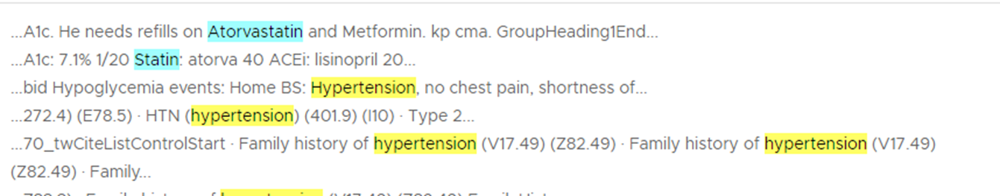 ...A1c. He needs refills on Atorvastatin and Metformin. kp cma. GroupHeading1End...
...A1c: 7.1% 1/20 Statin: atorva 40 ACEi: lisinopril 20...
...bid Hypoglycemia events: Home BS: Hypertension, no chest pain, shortness of...
...272.4) (E78.5) · HTN (hypertension) (401.9) (I10) · Type 2...
...70_twCiteListControlStart · Family history of hypertension (V17.49) (Z82.49) · Family history of hypertension (V17.49)
(Z82.49) · Family...